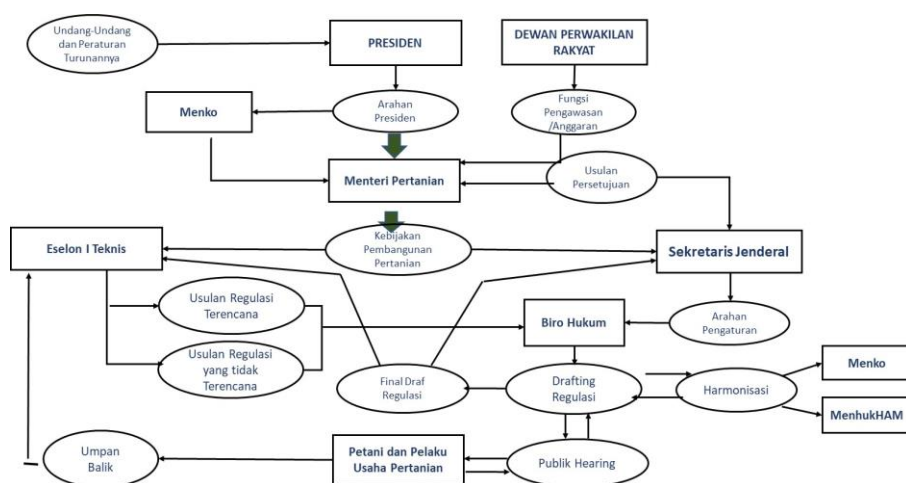 Undang-Undang
dan Peraturan
Turunannya
PRESIDEN
DEWAN PERWAKILAN
RAKYAT
Menko
Arahan
Presiden
Fungsi
Pengawasan
/Anggaran
Menteri Pertanian
Usulan
Persetujuan
Eselon I Teknis
Kebijakan
Pembangunan
Pertanian
Sekretaris Jenderal
Usulan Regulasi
Terencana
Biro Hukum
Arahan
Pengaturan
Usulan Regulasi
yang tidak
Terencana
Final Draf
Regulasi
Drafting
Regulasi
Harmonisasi
Menko
MenhukHAM
Umpan
Balik
Petani dan Pelaku
Usaha Pertanian
Publik Hearing